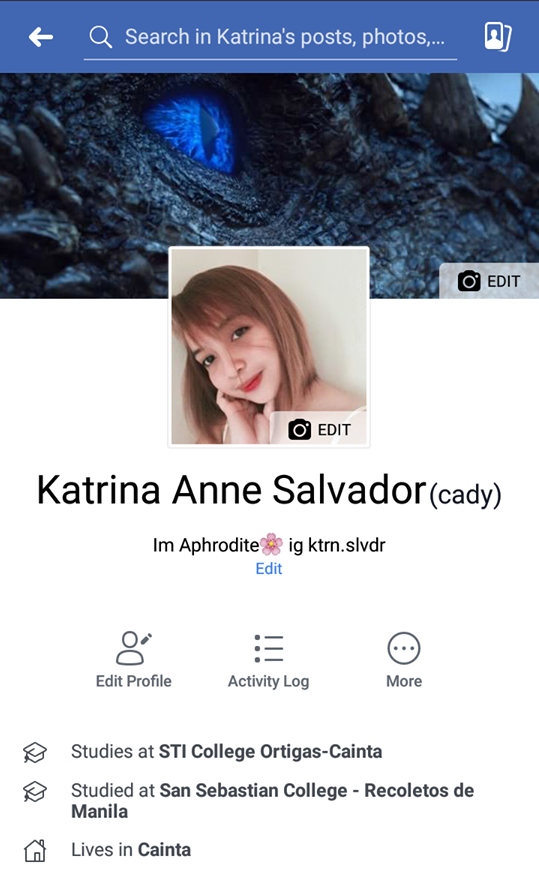 Search in Katrina's posts, photos,...
EDIT
EDIT
Katrina Anne Salvador(cady)
Im Aphrodite🌸 ig ktrn.slvdr
Edit
Edit Profile Activity Log More
Studies at STI College Ortigas-Cainta
Studied at San Sebastian College - Recoletos de
Manila
Lives in Cainta